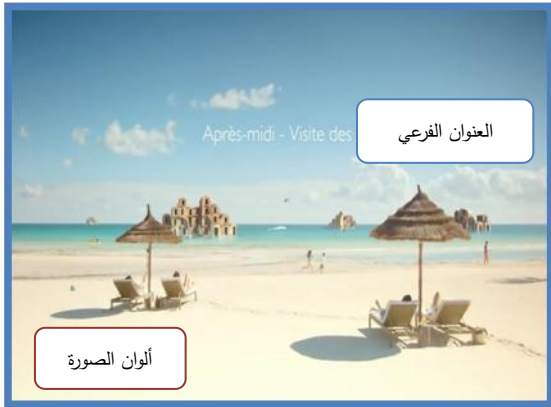 العنوان الفرعي
Après-midi - Visite des
ألوان الصورة